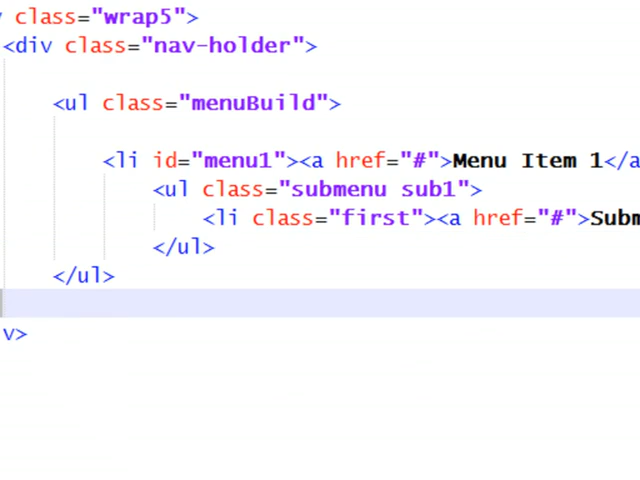 class="wrap5">
<div class="nav-holder">
<ul class="menuBuild">
<li id="menu1"><a href="#">Menu Item 1</a
<ul class="submenu sub1">
<li class="first"><a href="#">Subm
</ul>
</ul>
v>